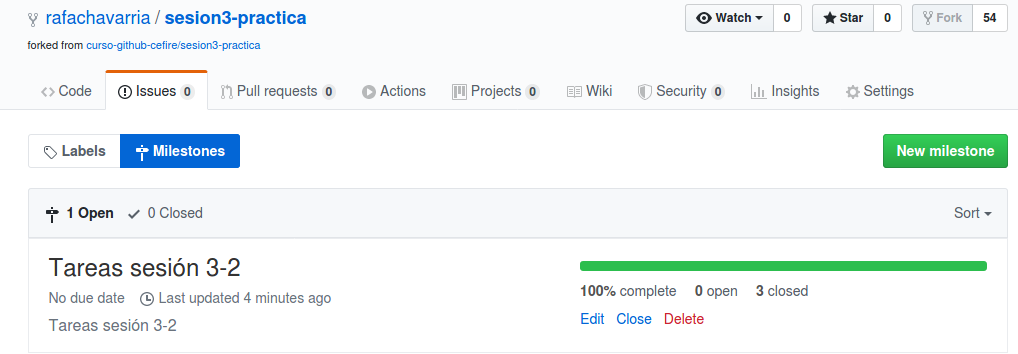 rafachavarria / sesion3-practica
Watch 0 Star 0 Fork 54
forked from curso-github-cefire/sesion3-practica
Code Issues 0 Pull requests 0 Actions Projects 0 Wiki Security 0 Insights Settings
Labels Milestones New milestone
1 Open 0 Closed Sort
Tareas sesión 3-2
No due date Last updated 4 minutes ago
Tareas sesión 3-2
100% complete 0 open 3 closed
Edit Close Delete